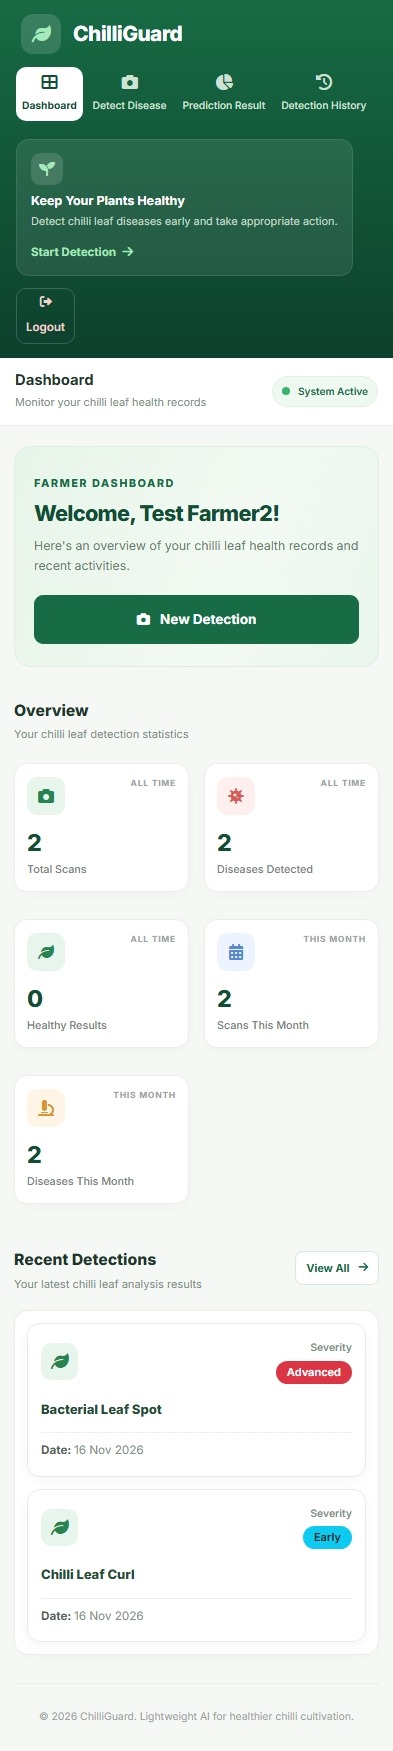 ChilliGuard
Dashboard
Detect Disease
Prediction Result
Detection History
Keep Your Plants Healthy
Detect chilli leaf diseases early and take appropriate action.
Start Detection →
Logout
Dashboard
Monitor your chilli leaf health records
System Active
FARMER DASHBOARD
Welcome, Test Farmer2!
Here's an overview of your chilli leaf health records and
recent activities.
New Detection
Overview
Your chilli leaf detection statistics
ALL TIME
2
Total Scans
ALL TIME
2
Diseases Detected
ALL TIME
0
Healthy Results
THIS MONTH
2
Scans This Month
THIS MONTH
2
Diseases This Month
Recent Detections
Your latest chilli leaf analysis results
View All →
Severity
Advanced
Bacterial Leaf Spot
Date: 16 Nov 2026
Severity
Early
Chilli Leaf Curl
Date: 16 Nov 2026
© 2026 ChilliGuard. Lightweight AI for healthier chilli cultivation.